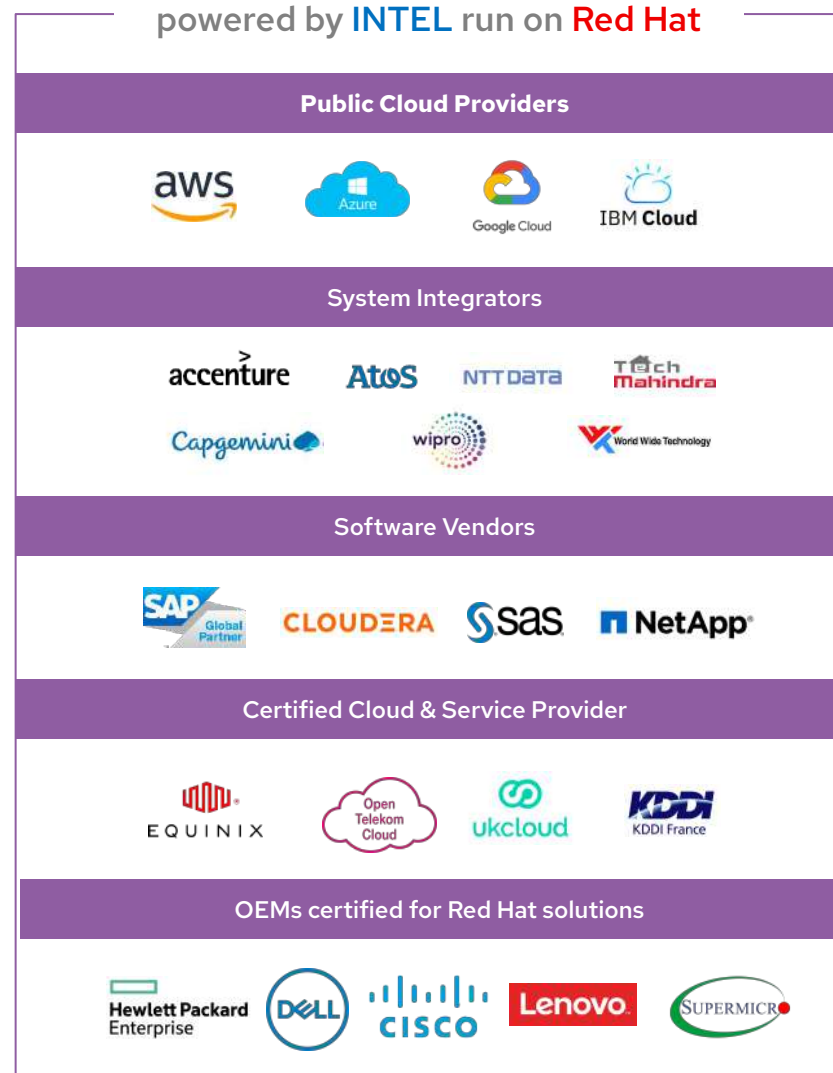 powered by INTEL run on Red Hat
Public Cloud Providers
aws
Azure
Google Cloud
IBM Cloud
System Integrators
accenture
Atos
NTT DATA
Tech
Mahindra
Capgemini
wipro
World Wide Technology
Software Vendors
SAP
Global
Partner
CLOUDERA
sas
NetApp
Certified Cloud & Service Provider
EQUINIX
Open
Telekom
Cloud
ukcloud
KDDI
KDDI France
OEMs certified for Red Hat solutions
Hewlett Packard
Enterprise
DELL
CISCO
Lenovo
SUPERMICRO